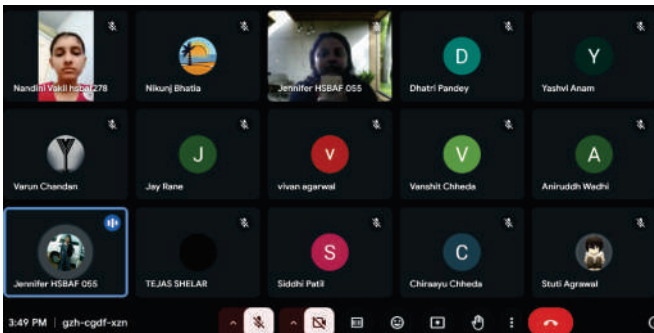 Nandini Vakil hsbaf278
Nikunj Bhatia
Jennifer HSBAF 055
D
Dhatri Pandey
Y
Yashvi Anam
Varun Chandan
J
Jay Rane
v
vivan agarwal
V
Vanshit Chheda
A
Aniruddh Wadhi
Jennifer HSBAF 055
TEJAS SHELAR
S
Siddhi Patil
C
Chiraayu Chheda
Stuti Agrawal
3:49 PM | gzh-cgdf-xzn